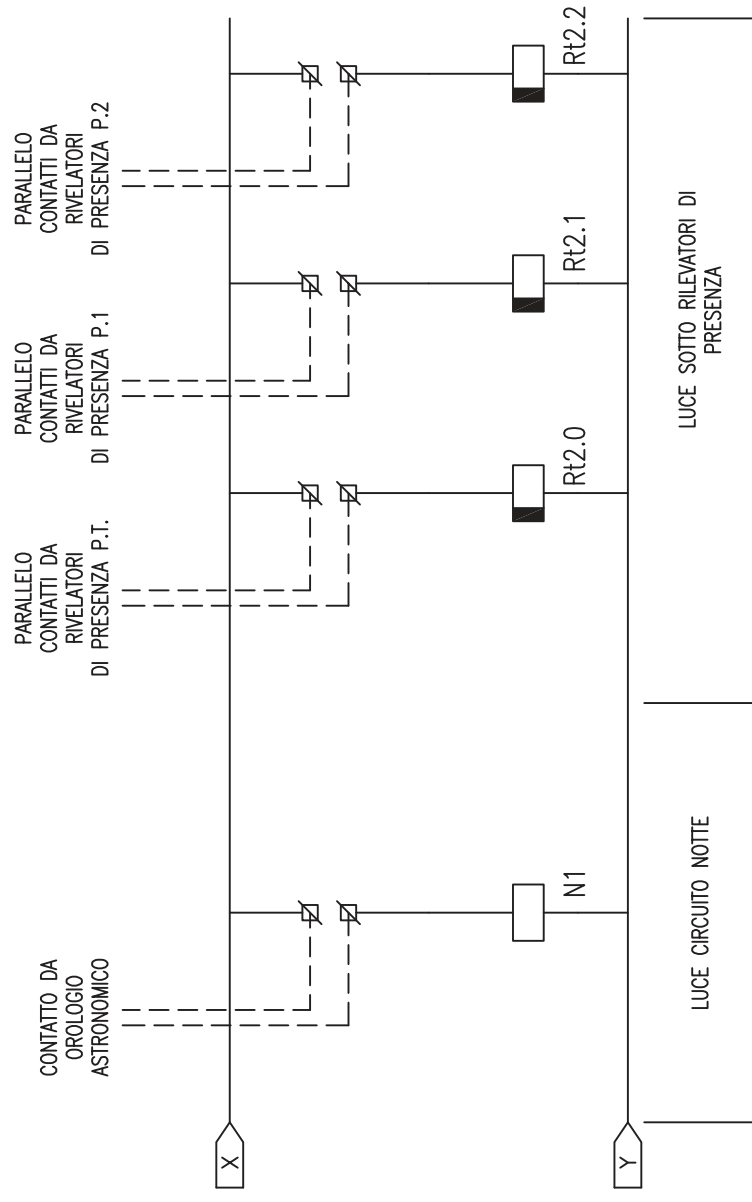 CONTATTO DA
OROLOGIO
ASTRONOMICO
PARALLELO
CONTATTI DA
RIVELATORI
DI PRESENZA P.T.
PARALLELO
CONTATTI DA
RIVELATORI
DI PRESENZA P.1
PARALLELO
CONTATTI DA
RIVELATORI
DI PRESENZA P.2
X
N1
Rt2.0
Rt2.1
Rt2.2
Y
LUCE CIRCUITO NOTTE
LUCE SOTTO RILEVATORI DI
PRESENZA